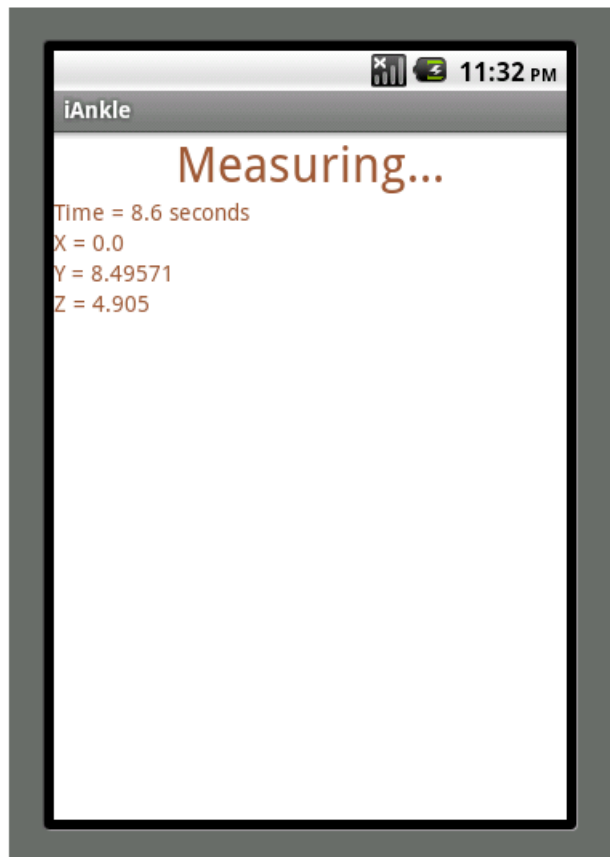 11:32 PM
iAnkle
Measuring...
Time = 8.6 seconds
X = 0.0
Y = 8.49571
Z = 4.905